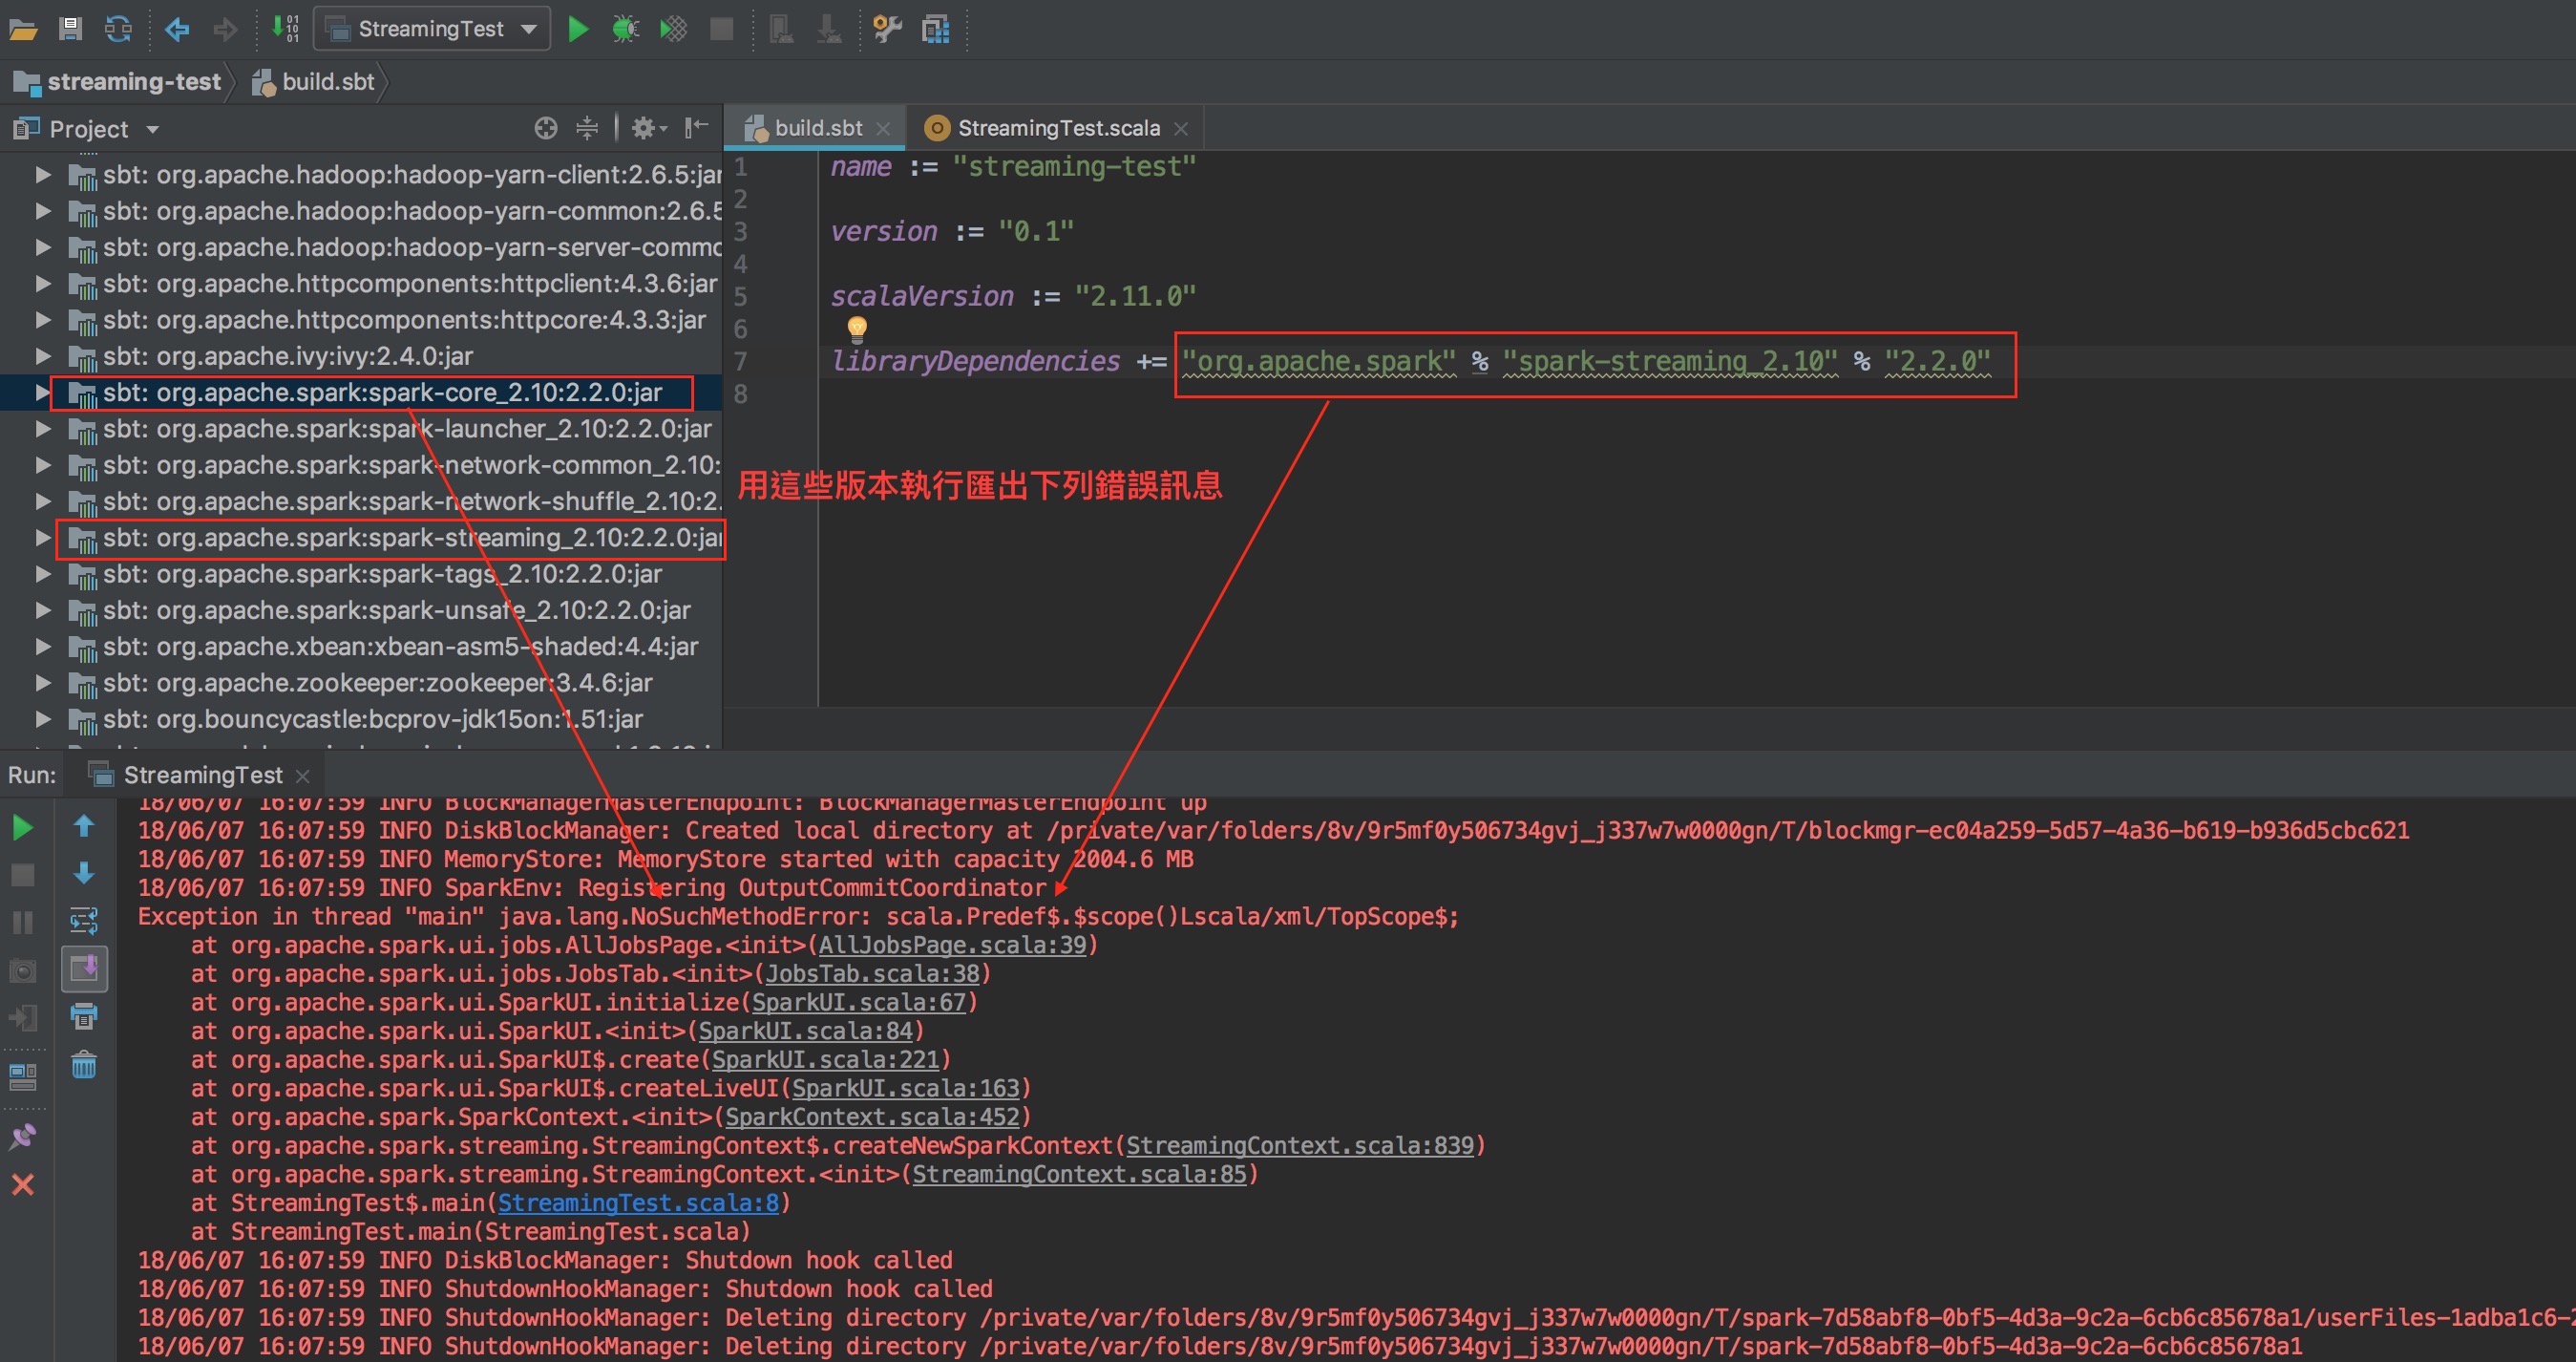 StreamingTest
streaming-test
build.sbt
Project
build.sbt
StreamingTest.scala
sbt: org.apache.hadoop:hadoop-yarn-client:2.6.5:jar
sbt: org.apache.hadoop:hadoop-yarn-common:2.6.5
sbt: org.apache.hadoop:hadoop-yarn-server-commo
sbt: org.apache.httpcomponents:httpclient:4.3.6:jar
sbt: org.apache.httpcomponents:httpcore:4.3.3:jar
sbt: org.apache.ivy:ivy:2.4.0:jar
sbt: org.apache.spark:spark-core_2.10:2.2.0:jar
sbt: org.apache.spark:spark-launcher_2.10:2.2.0:jar
sbt: org.apache.spark:spark-network-common_2.10:
sbt: org.apache.spark:spark-network-shuffle_2.10:2.
sbt: org.apache.spark:spark-streaming_2.10:2.2.0:jar
sbt: org.apache.spark:spark-tags_2.10:2.2.0:jar
sbt: org.apache.spark:spark-unsafe_2.10:2.2.0:jar
sbt: org.apache.xbean:xbean-asm5-shaded:4.4:jar
sbt: org.apache.zookeeper:zookeeper:3.4.6:jar
sbt: org.bouncycastle:bcprov-jdk15on:1.51:jar
1 name := "streaming-test"
2
3 version := "0.1"
4
5 scalaVersion := "2.11.0"
6
7 libraryDependencies += "org.apache.spark" % "spark-streaming_2.10" % "2.2.0"
8
用這些版本執行匯出下列錯誤訊息
Run: StreamingTest
18/06/07 16:07:59 INFO BlockManagerMasterEndpoint: BlockManagerMasterEndpoint up
18/06/07 16:07:59 INFO DiskBlockManager: Created local directory at /private/var/folders/8v/9r5mf0y506734gvj_j337w7w0000gn/T/blockmgr-ec04a259-5d57-4a36-b619-b936d5cbc621
18/06/07 16:07:59 INFO MemoryStore: MemoryStore started with capacity 2004.6 MB
18/06/07 16:07:59 INFO SparkEnv: Registering OutputCommitCoordinator
Exception in thread "main" java.lang.NoSuchMethodError: scala.Predef$.$scope()Lscala/xml/TopScope$;
at org.apache.spark.ui.jobs.AllJobsPage.<init>(AllJobsPage.scala:39)
at org.apache.spark.ui.jobs.JobsTab.<init>(JobsTab.scala:38)
at org.apache.spark.ui.SparkUI.initialize(SparkUI.scala:67)
at org.apache.spark.ui.SparkUI.<init>(SparkUI.scala:84)
at org.apache.spark.ui.SparkUI$.create(SparkUI.scala:221)
at org.apache.spark.ui.SparkUI$.createLiveUI(SparkUI.scala:163)
at org.apache.spark.SparkContext.<init>(SparkContext.scala:452)
at org.apache.spark.streaming.StreamingContext$.createNewSparkContext(StreamingContext.scala:839)
at org.apache.spark.streaming.StreamingContext.<init>(StreamingContext.scala:85)
at StreamingTest$.main(StreamingTest.scala:8)
at StreamingTest.main(StreamingTest.scala)
18/06/07 16:07:59 INFO DiskBlockManager: Shutdown hook called
18/06/07 16:07:59 INFO ShutdownHookManager: Shutdown hook called
18/06/07 16:07:59 INFO ShutdownHookManager: Deleting directory /private/var/folders/8v/9r5mf0y506734gvj_j337w7w0000gn/T/spark-7d58abf8-0bf5-4d3a-9c2a-6cb6c85678a1/userFiles-1adba1c6-2
18/06/07 16:07:59 INFO ShutdownHookManager: Deleting directory /private/var/folders/8v/9r5mf0y506734gvj_j337w7w0000gn/T/spark-7d58abf8-0bf5-4d3a-9c2a-6cb6c85678a1